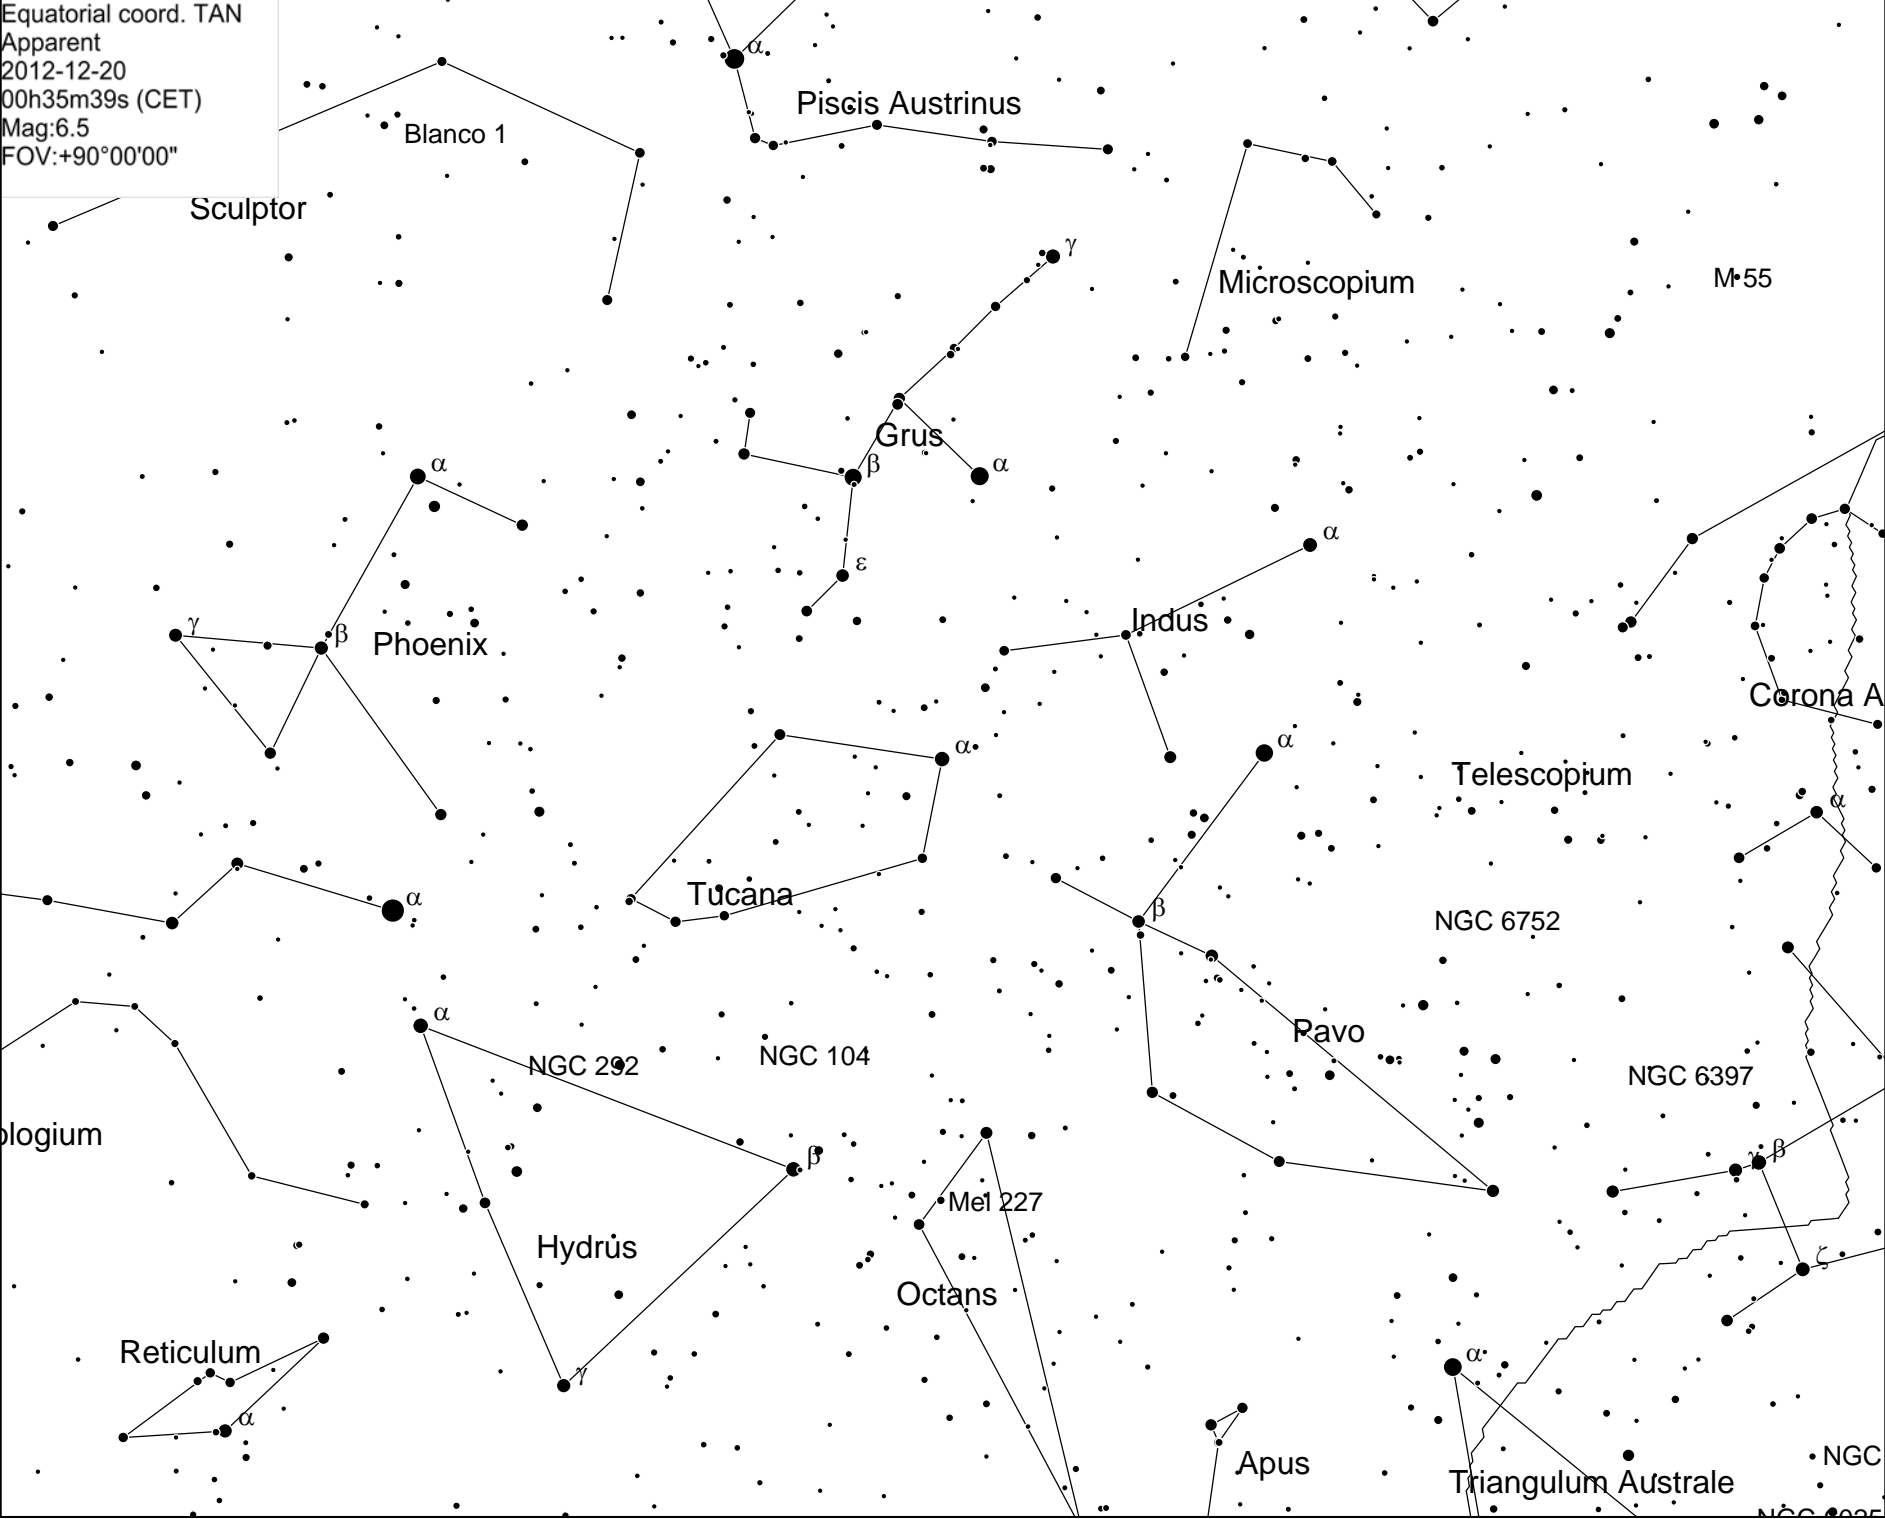 Equatorial coord. TAN
Apparent
2012-12-20
00h35m39s (CET)
Mag:6.5
FOV:+90°00'00"
α
Piscis Austrinus
Blanco 1
Sculptor
γ
Microscopium
M 55
Grus
α
β
α
α
ε
Indus
γ
β
Phoenix
Corona A
α
α
Telescopium
α
Tucana
α
β
NGC 6752
α
Pavo
NGC 292
NGC 104
NGC 6397
ologium
β
γ
β
Mel 227
Hydrus
ζ
Octans
Reticulum
α
γ
α
Apus
NGC
Triangulum Australe